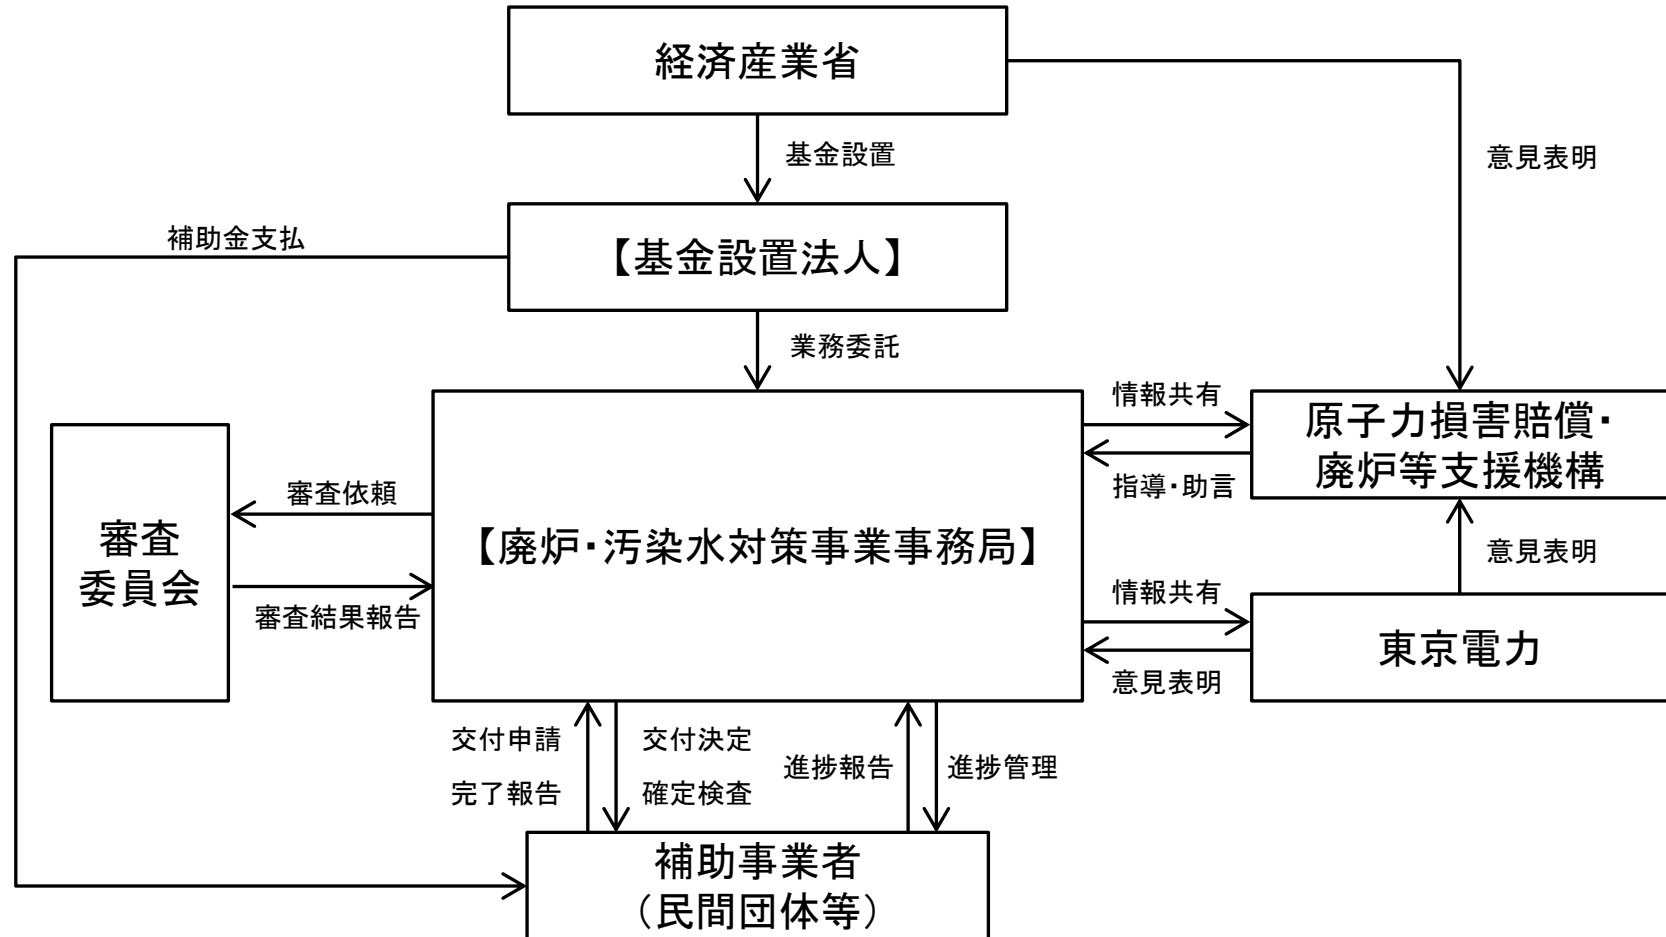 経済産業省
基金設置
意見表明
補助金支払
【基金設置法人】
業務委託
情報共有
原子力損害賠償・
廃炉等支援機構
指導・助言
審査依頼
審査
委員会
【廃炉・汚染水対策事業事務局】
意見表明
情報共有
審査結果報告
東京電力
意見表明
交付申請
交付決定
進捗報告
進捗管理
完了報告
確定検査
補助事業者
（民間団体等）